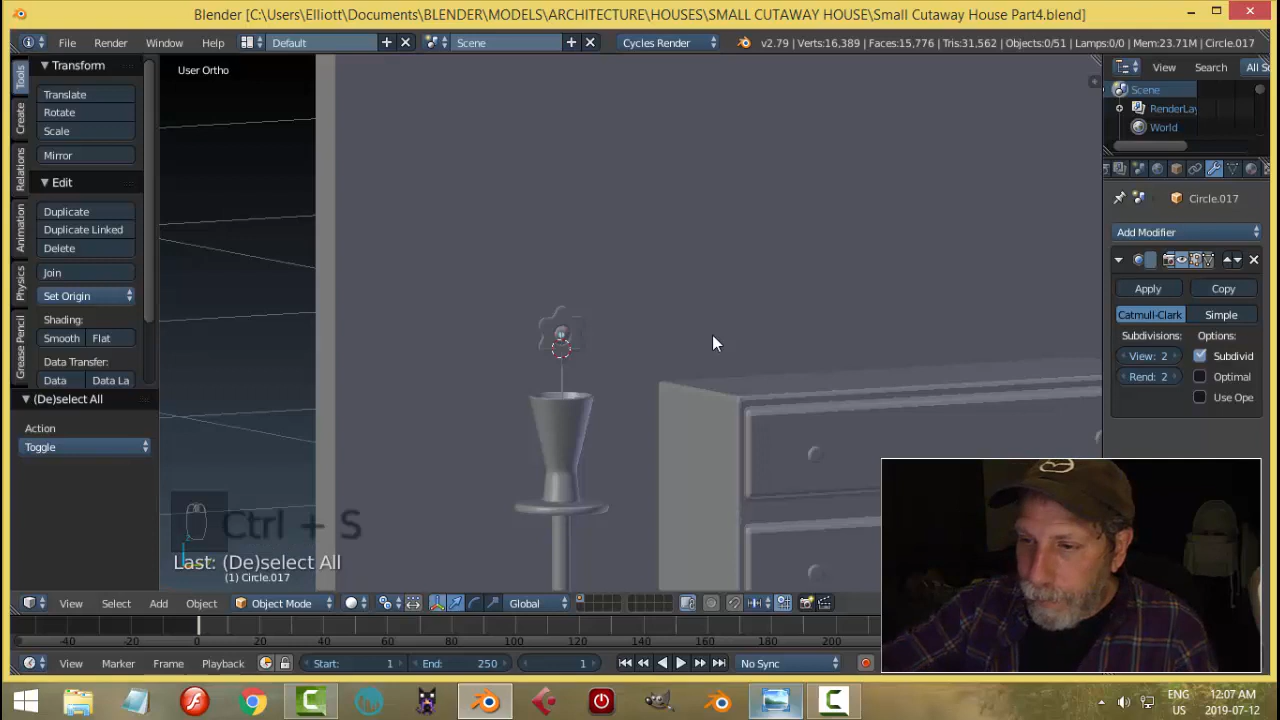 Blender [C:\Users\Elliott\Documents\BLENDER\MODELS\ARCHITECTURE\HOUSES\SMALL CUTAWAY HOUSE\Small Cutaway House Part4.blend]
File Render Window Help Default Scene Cycles Render v2.79 | Verts:16,389 | Faces:15,776 | Tris:31,562 | Objects:0/51 | Lamps:0/0 | Mem:23.71M | Circle.017
Tools
Create
Relations
Animation
Physics
Grease Pencil
Transform
Translate
Rotate
Scale
Mirror
Edit
Duplicate
Duplicate Linked
Delete
Join
Set Origin
Shading:
Smooth Flat
Data Transfer:
Data Data La
(De)select All
Action
Toggle
User Ortho
Ctrl + S
Last: (De)select All
(1) Circle.017
View Search All S
Scene
RenderLay
World
Circle.017
Add Modifier
Apply Copy
Catmull-Clark Simple
Subdivisions: Options:
View: 2 Subdivid
Rend: 2 Optimal
Use Ope
View Select Add Object Object Mode Global
-40 -20 0 20 40 60 80 100 120 140 160 180 200
View Marker Frame Playback Start: 1 End: 250 1 No Sync
ENG 12:07 AM
US 2019-07-12